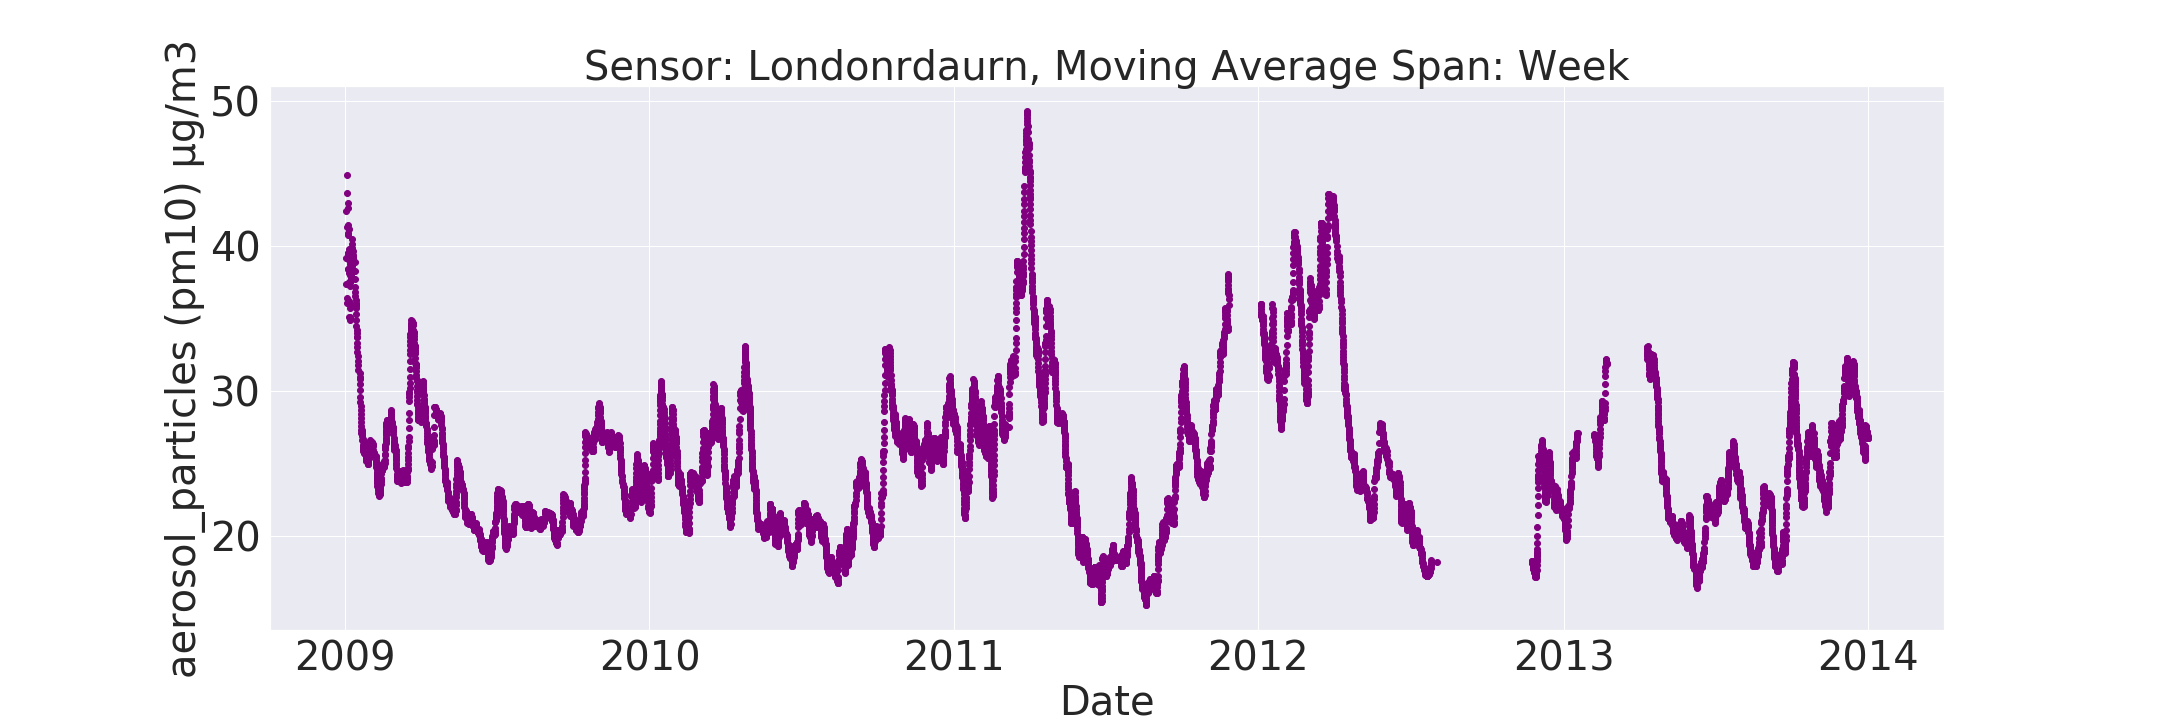 Sensor: Londonrdaurn, Moving Average Span: Week
aerosol_particles (pm10) µg/m3
50
40
30
20
2009 2010 2011 2012 2013 2014
Date